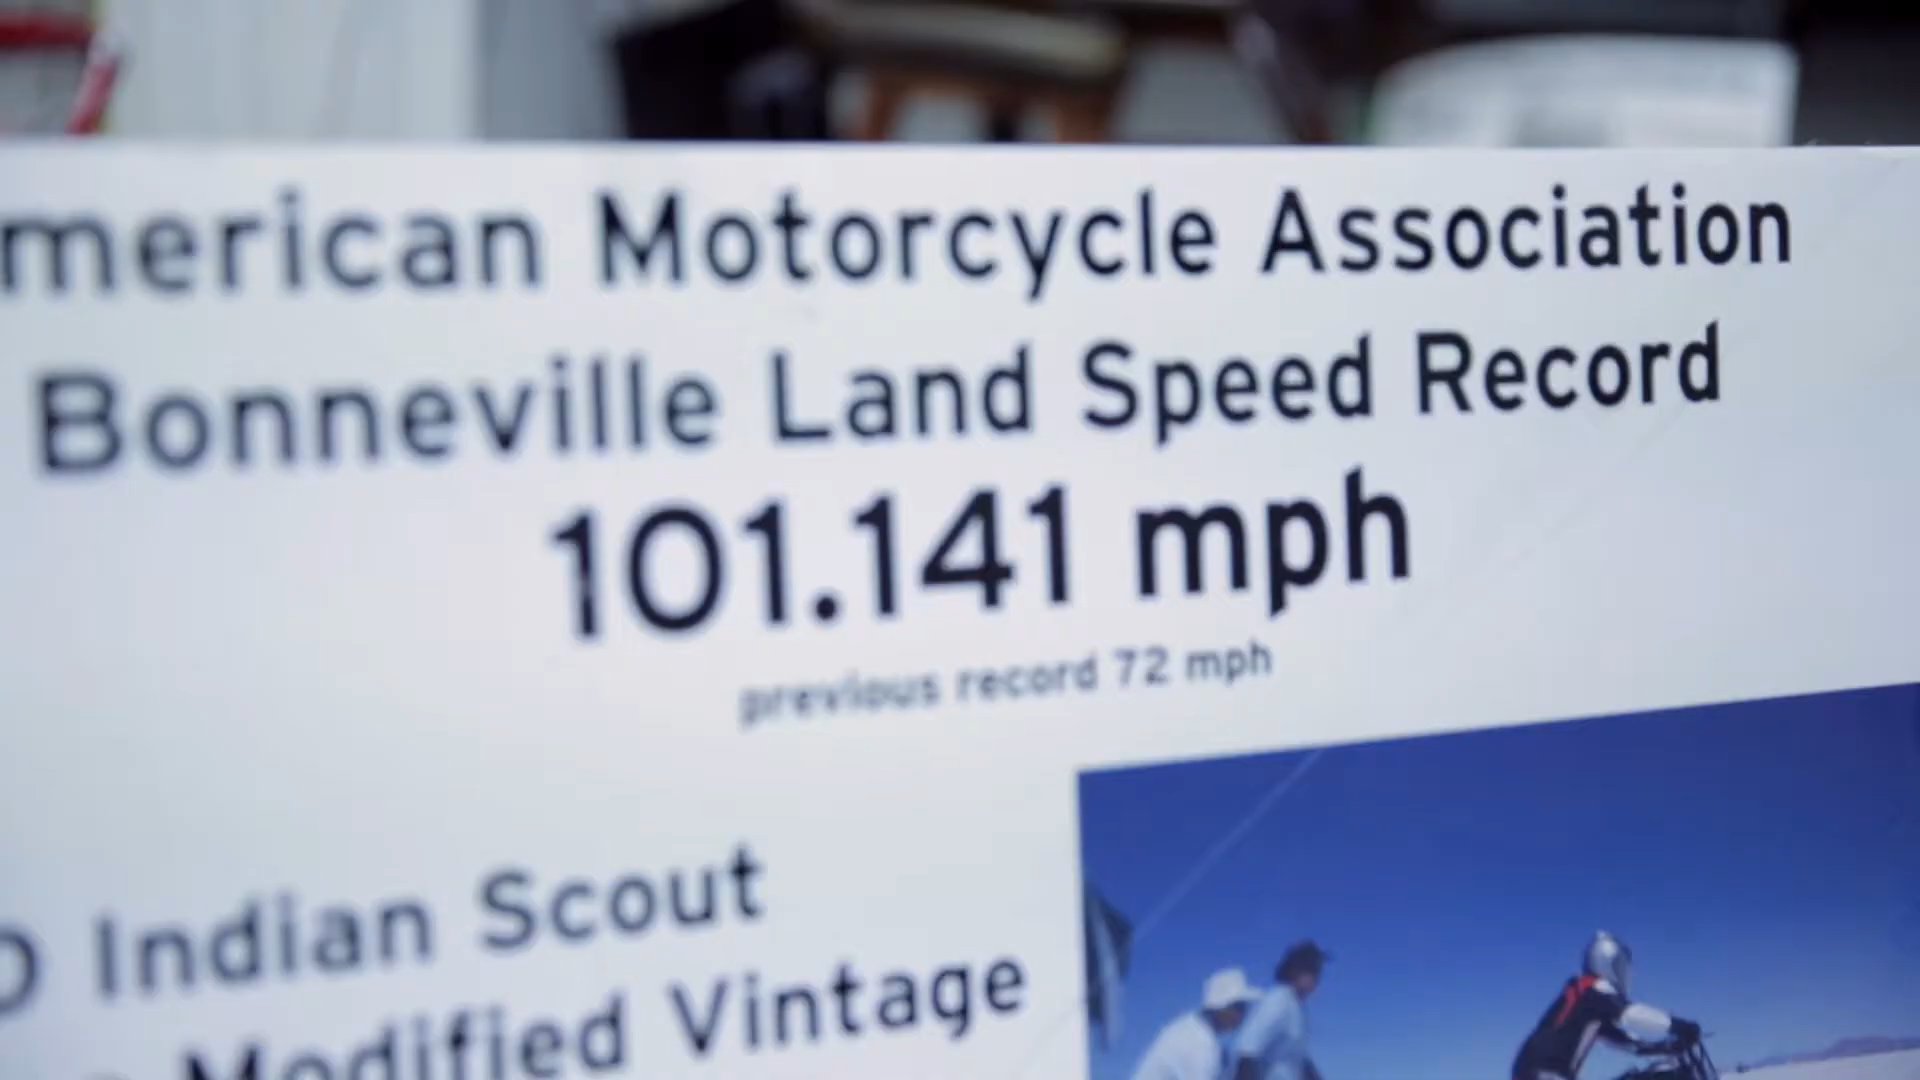 merican Motorcycle Association
Bonneville Land Speed Record
101.141 mph
previous record 72 mph
Indian Scout
Modified Vintage